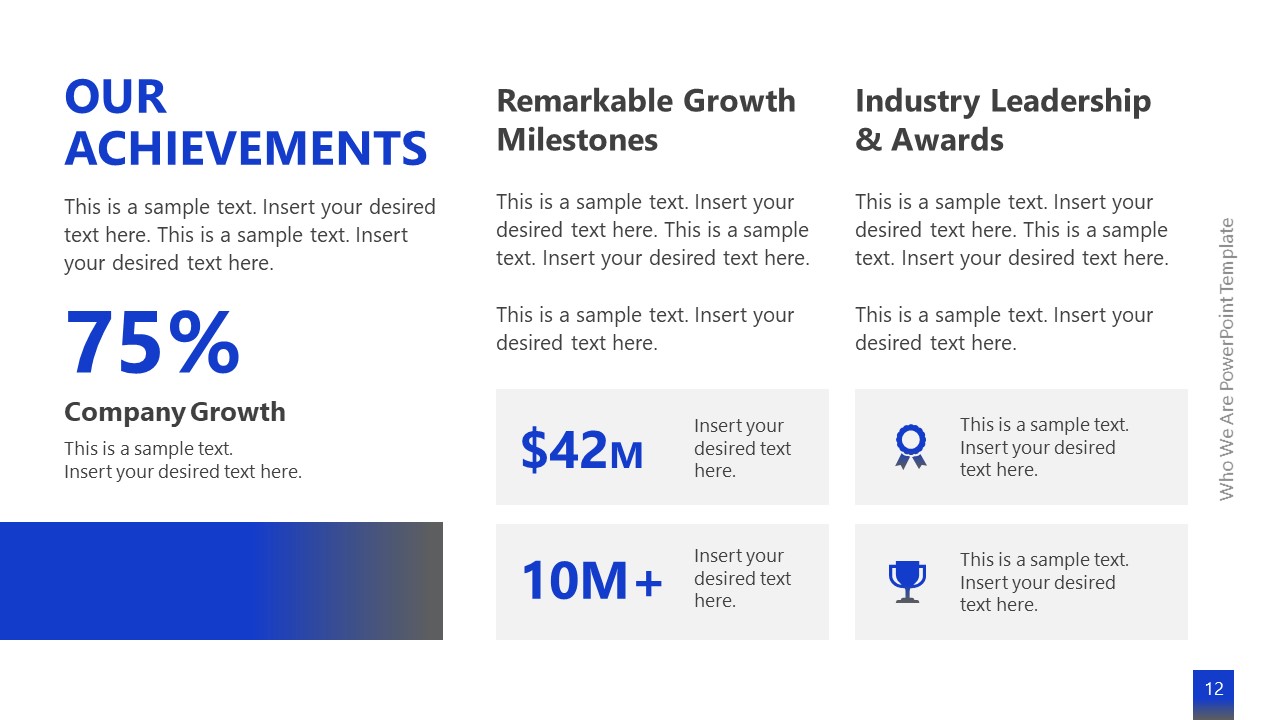 OUR
ACHIEVEMENTS
This is a sample text. Insert your desired
text here. This is a sample text. Insert
your desired text here.
75%
Company Growth
This is a sample text.
Insert your desired text here.
Remarkable Growth
Milestones
This is a sample text. Insert your
desired text here. This is a sample
text. Insert your desired text here.
This is a sample text. Insert your
desired text here.
$42M
Insert your
desired text
here.
10M+
Insert your
desired text
here.
Industry Leadership
& Awards
This is a sample text. Insert your
desired text here. This is a sample
text. Insert your desired text here.
This is a sample text. Insert your
desired text here.
This is a sample text.
Insert your desired
text here.
This is a sample text.
Insert your desired
text here.
Who We Are PowerPoint Template
12